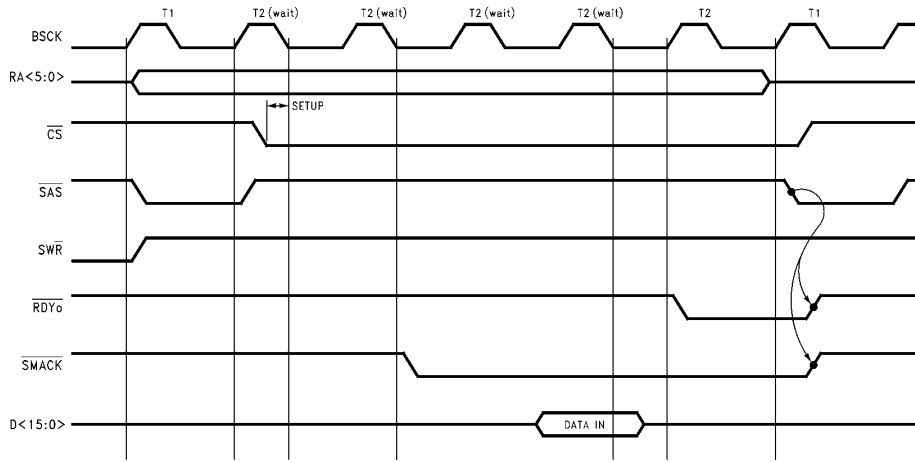 T1 T2 (wait) T2 (wait) T2 (wait) T2 (wait) T2 T1
BSCK
RA<5:0>
SETUP
CS
SAS
SWR
RDYo
SMACK
D<15:0> DATA IN